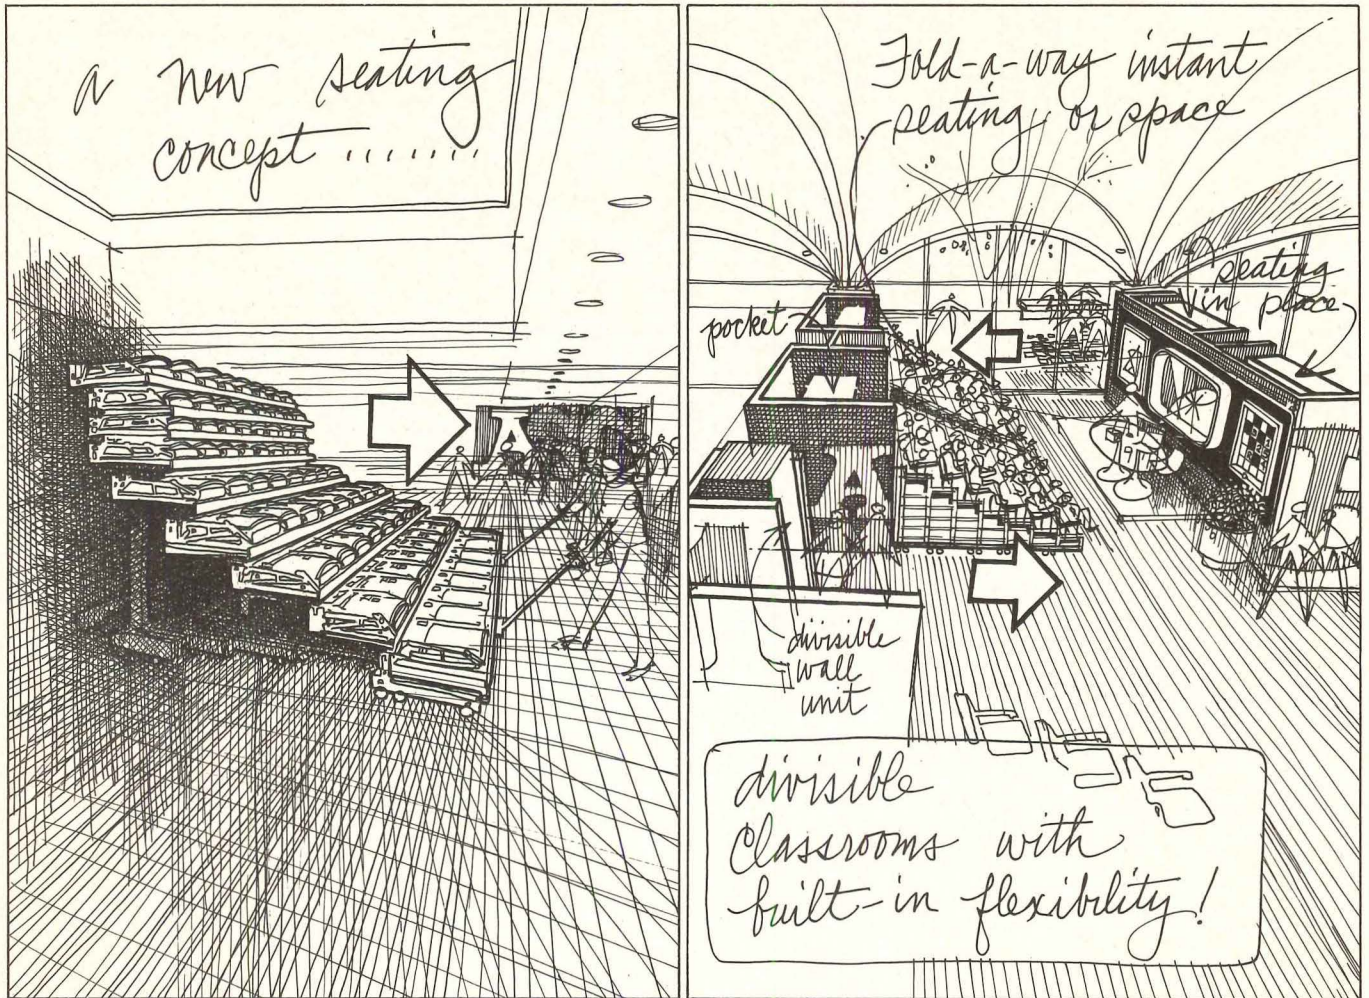 a new seating
concept .......
Fold-a-way instant
seating or space
seating
in place
pocket
divisible
wall
unit
divisible
Classrooms with
built-in flexibility!